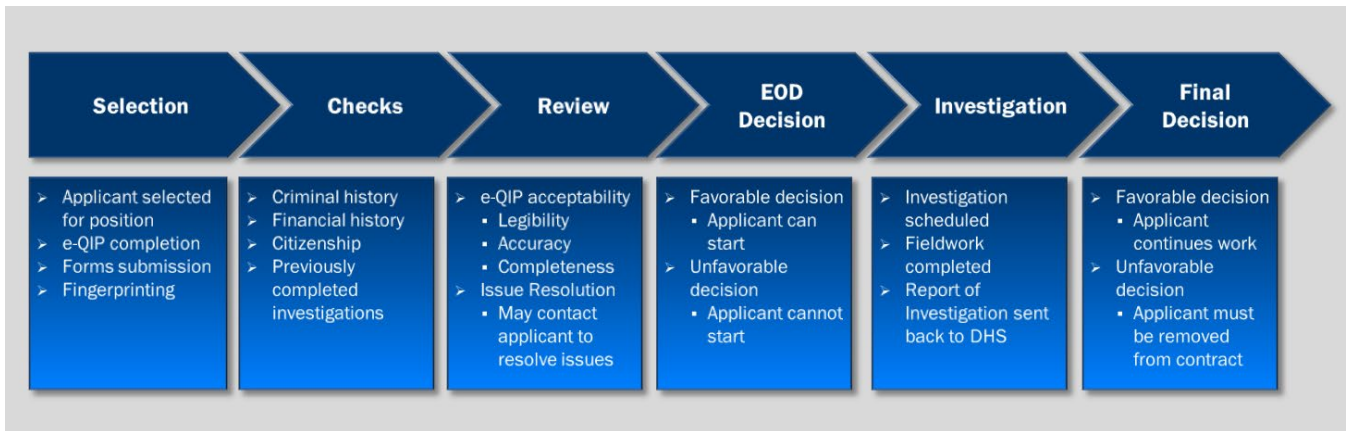 Selection
Checks
Review
EOD
Decision
Investigation
Final
Decision
➢ Applicant selected
for position
➢ e-QIP completion
➢ Forms submission
➢ Fingerprinting
➢ Criminal history
➢ Financial history
➢ Citizenship
➢ Previously
completed
investigations
➢ e-QIP acceptability
▪ Legibility
▪ Accuracy
▪ Completeness
➢ Issue Resolution
▪ May contact
applicant to
resolve issues
➢ Favorable decision
▪ Applicant can
start
➢ Unfavorable
decision
▪ Applicant cannot
start
➢ Investigation
scheduled
➢ Fieldwork
completed
➢ Report of
Investigation sent
back to DHS
➢ Favorable decision
▪ Applicant
continues work
➢ Unfavorable
decision
▪ Applicant must
be removed
from contract